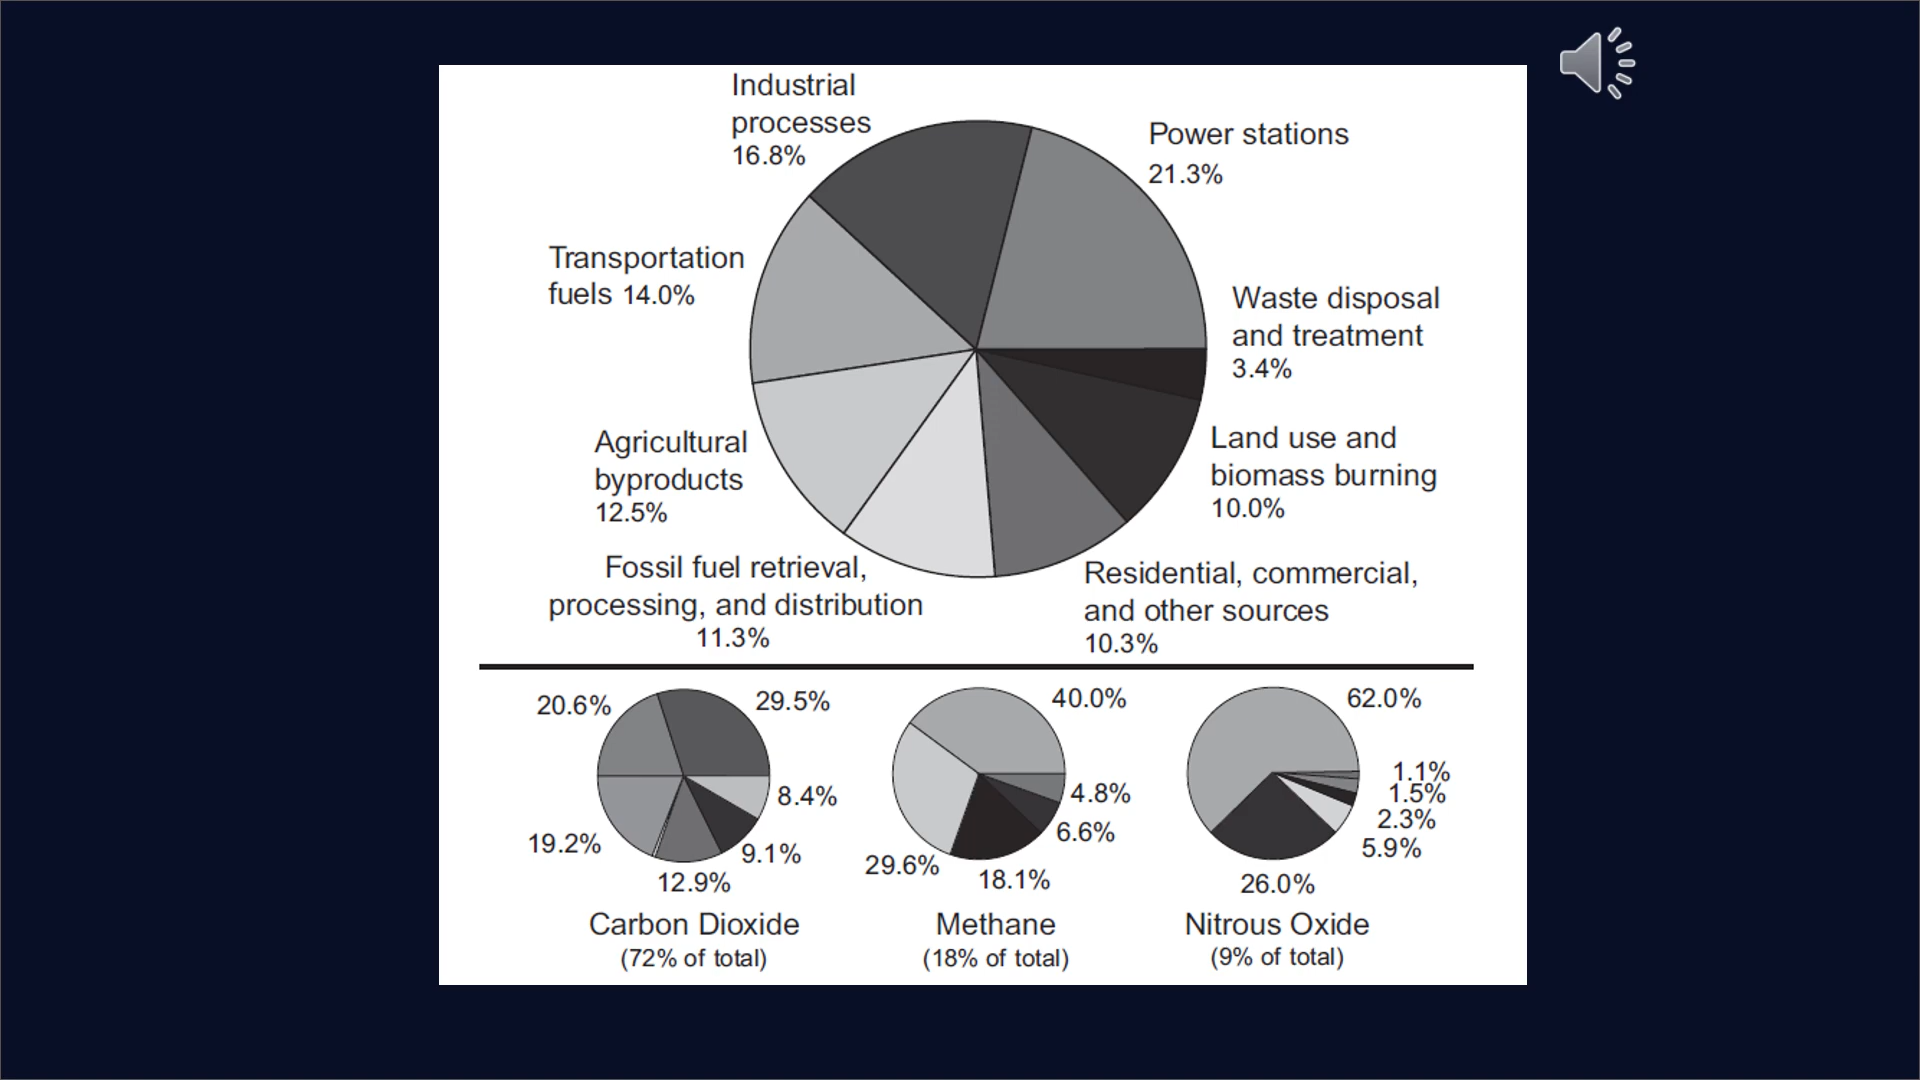 Industrial
processes
16.8%
Power stations
21.3%
Transportation
fuels 14.0%
Waste disposal
and treatment
3.4%
Agricultural
byproducts
12.5%
Land use and
biomass burning
10.0%
Fossil fuel retrieval,
processing, and distribution
11.3%
Residential, commercial,
and other sources
10.3%
20.6%
29.5%
8.4%
19.2%
9.1%
12.9%
Carbon Dioxide
(72% of total)
40.0%
4.8%
6.6%
29.6%
18.1%
Methane
(18% of total)
62.0%
1.1%
1.5%
2.3%
5.9%
26.0%
Nitrous Oxide
(9% of total)